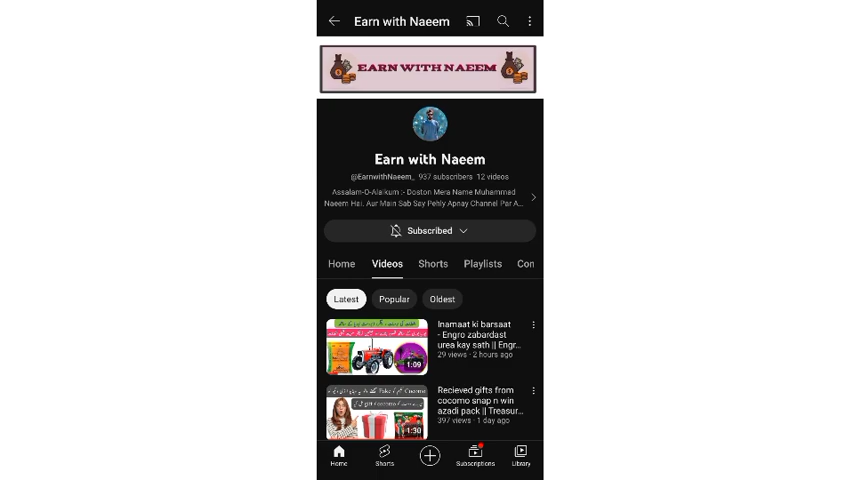 Earn with Naeem
EARN WITH NAEEM
Earn with Naeem
@EarnwithNaeem_ 937 subscribers 12 videos
Assalam-O-Alaikum :- Doston Mera Name Muhammad
Naeem Hai. Aur Main Sab Say Pehly Apnay Channel Par A...
Subscribed
Home Videos Shorts Playlists Con
Latest Popular Oldest
Inamaat ki barsaat
- Engro zabardast
urea kay sath || Engr...
29 views · 2 hours ago
1:09
Recieved gifts from
cocomo snap n win
azadi pack || Treasur...
397 views · 1 day ago
1:30
Home Shorts Subscriptions Library